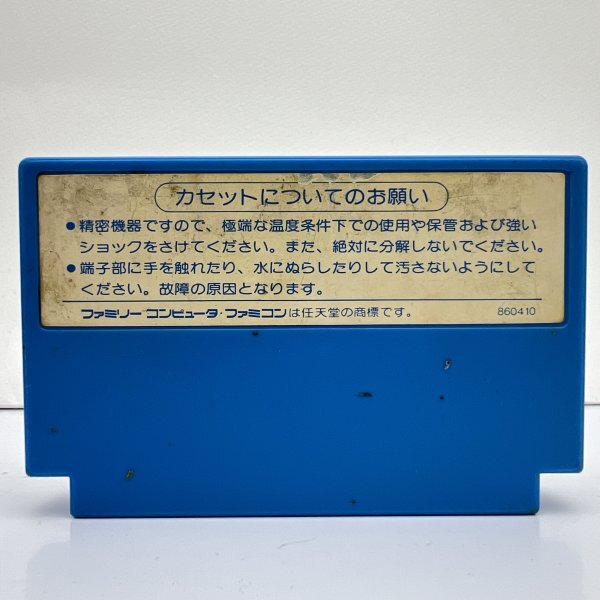 カセットについてのお願い
●精密機器ですので、極端な温度条件下での使用や保管および強い
ショックをさけてください。また、絶対に分解しないでください。
●端子部に手を触れたり、水にぬらしたりして汚さないようにして
ください。故障の原因となります。
ファミリーコンピュータ・ファミコンは任天堂の商標です。 860410